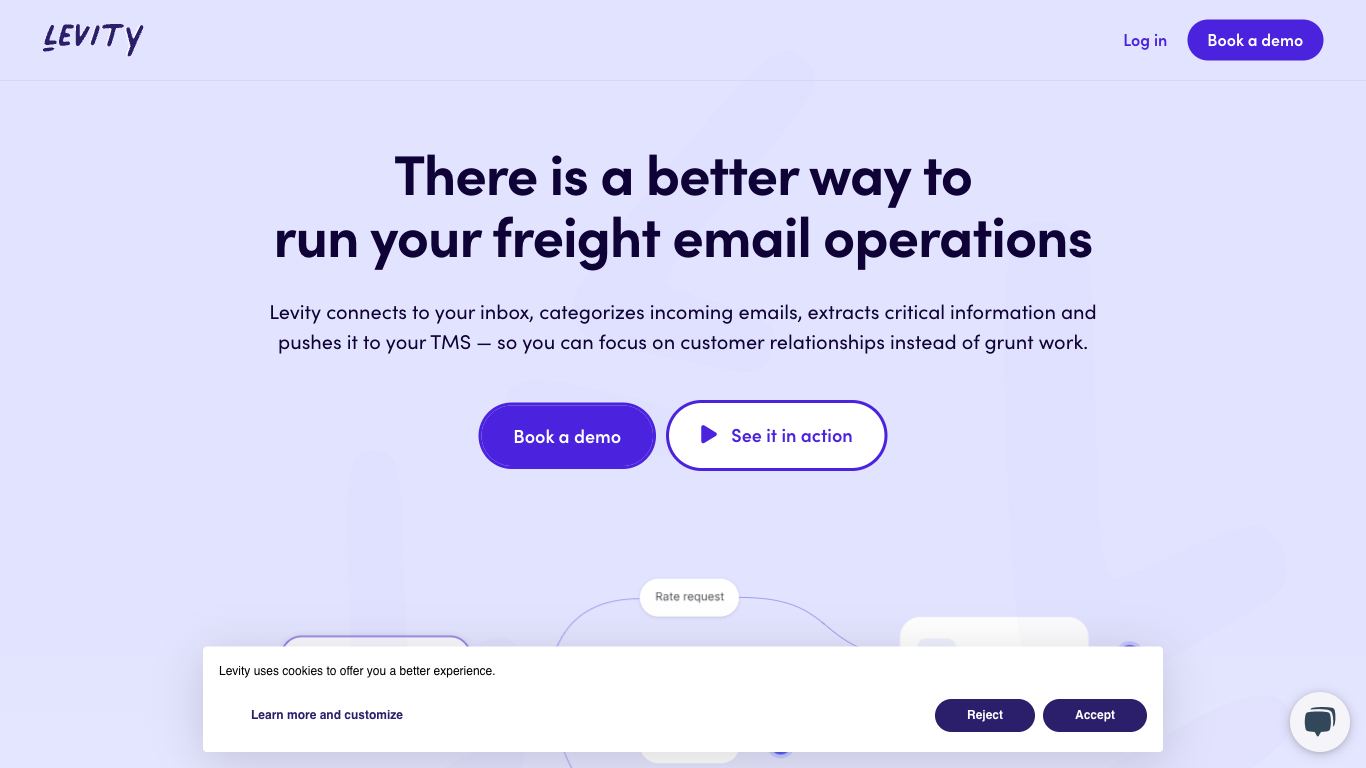 LEVITY
Log in
Book a demo
There is a better way to
run your freight email operations
Levity connects to your inbox, categorizes incoming emails, extracts critical information and
pushes it to your TMS — so you can focus on customer relationships instead of grunt work.
Book a demo
See it in action
Rate request
Levity uses cookies to offer you a better experience.
Learn more and customize
Reject
Accept